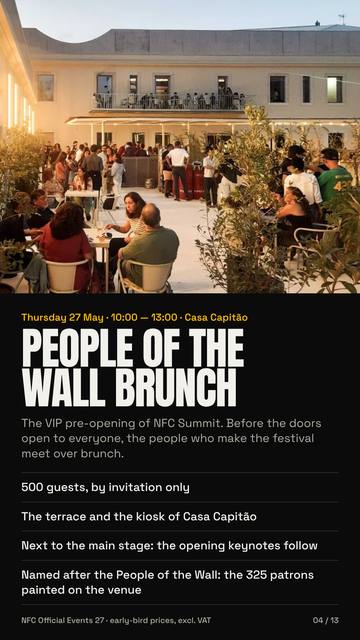 Thursday 27 May · 10:00 — 13:00 · Casa Capitão
PEOPLE OF THE
WALL BRUNCH
The VIP pre-opening of NFC Summit. Before the doors
open to everyone, the people who make the festival
meet over brunch.
500 guests, by invitation only
The terrace and the kiosk of Casa Capitão
Next to the main stage: the opening keynotes follow
Named after the People of the Wall: the 325 patrons
painted on the venue
NFC Official Events 27 · early-bird prices, excl. VAT
04 / 13